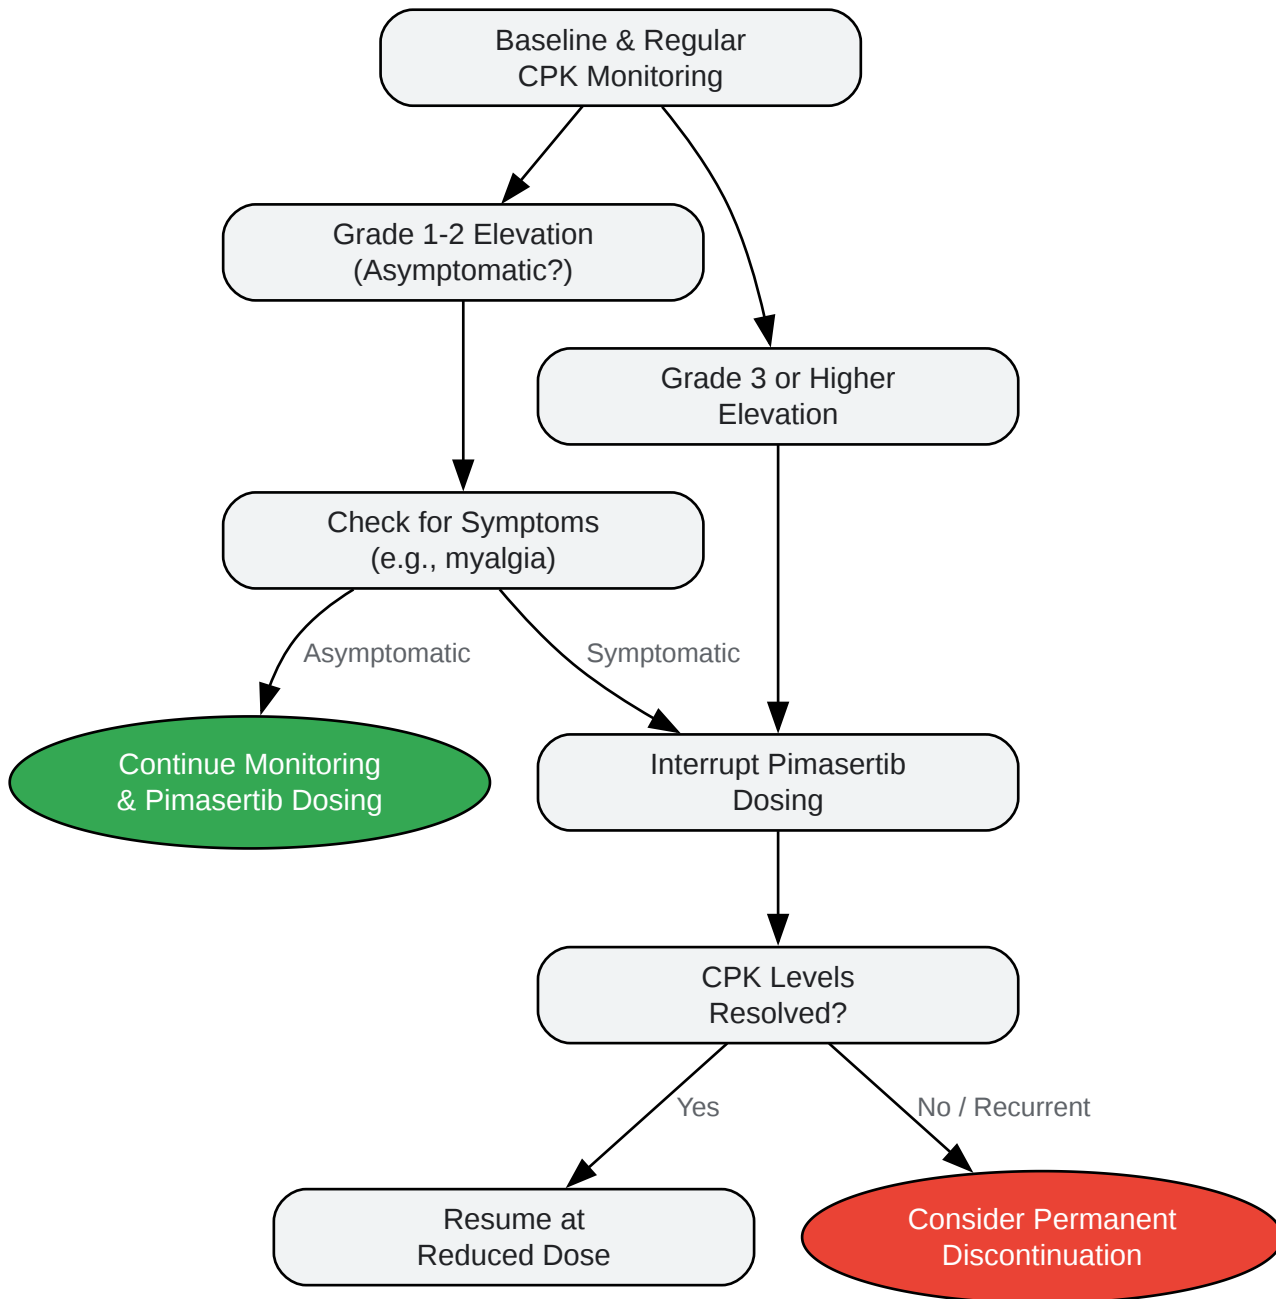 Baseline & Regular
CPK Monitoring
Grade 1-2 Elevation
(Asymptomatic?)
Grade 3 or Higher
Elevation
Check for Symptoms
(e.g., myalgia)
Asymptomatic
Symptomatic
Continue Monitoring
& Pimasertib Dosing
Interrupt Pimasertib
Dosing
CPK Levels
Resolved?
Yes
No / Recurrent
Resume at
Reduced Dose
Consider Permanent
Discontinuation